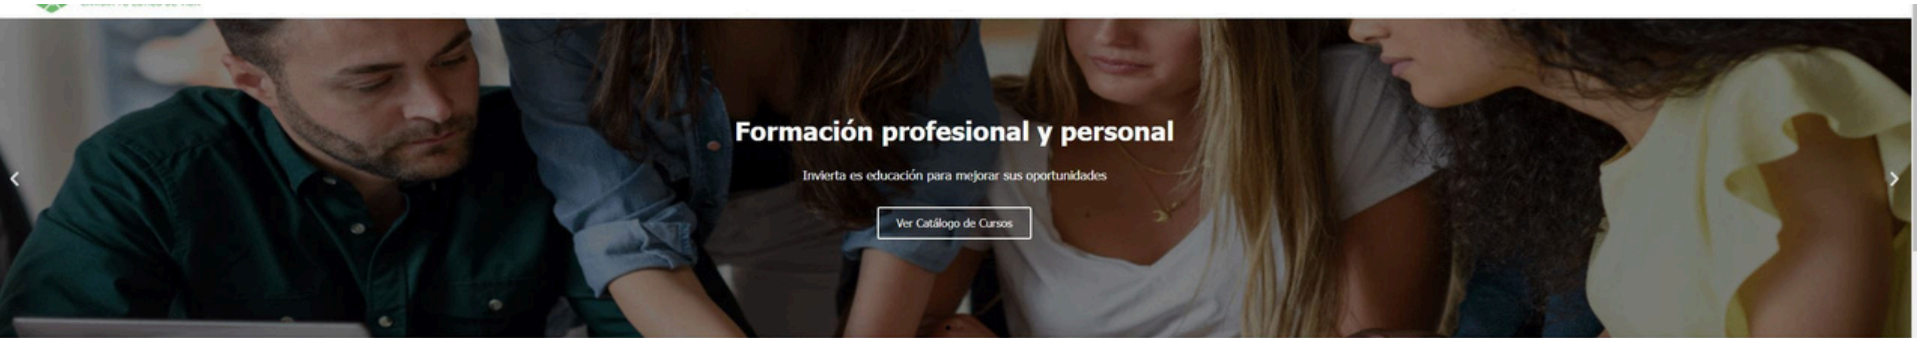 Formación profesional y personal
Invierta es educación para mejorar sus oportunidades
Ver Catálogo de Cursos